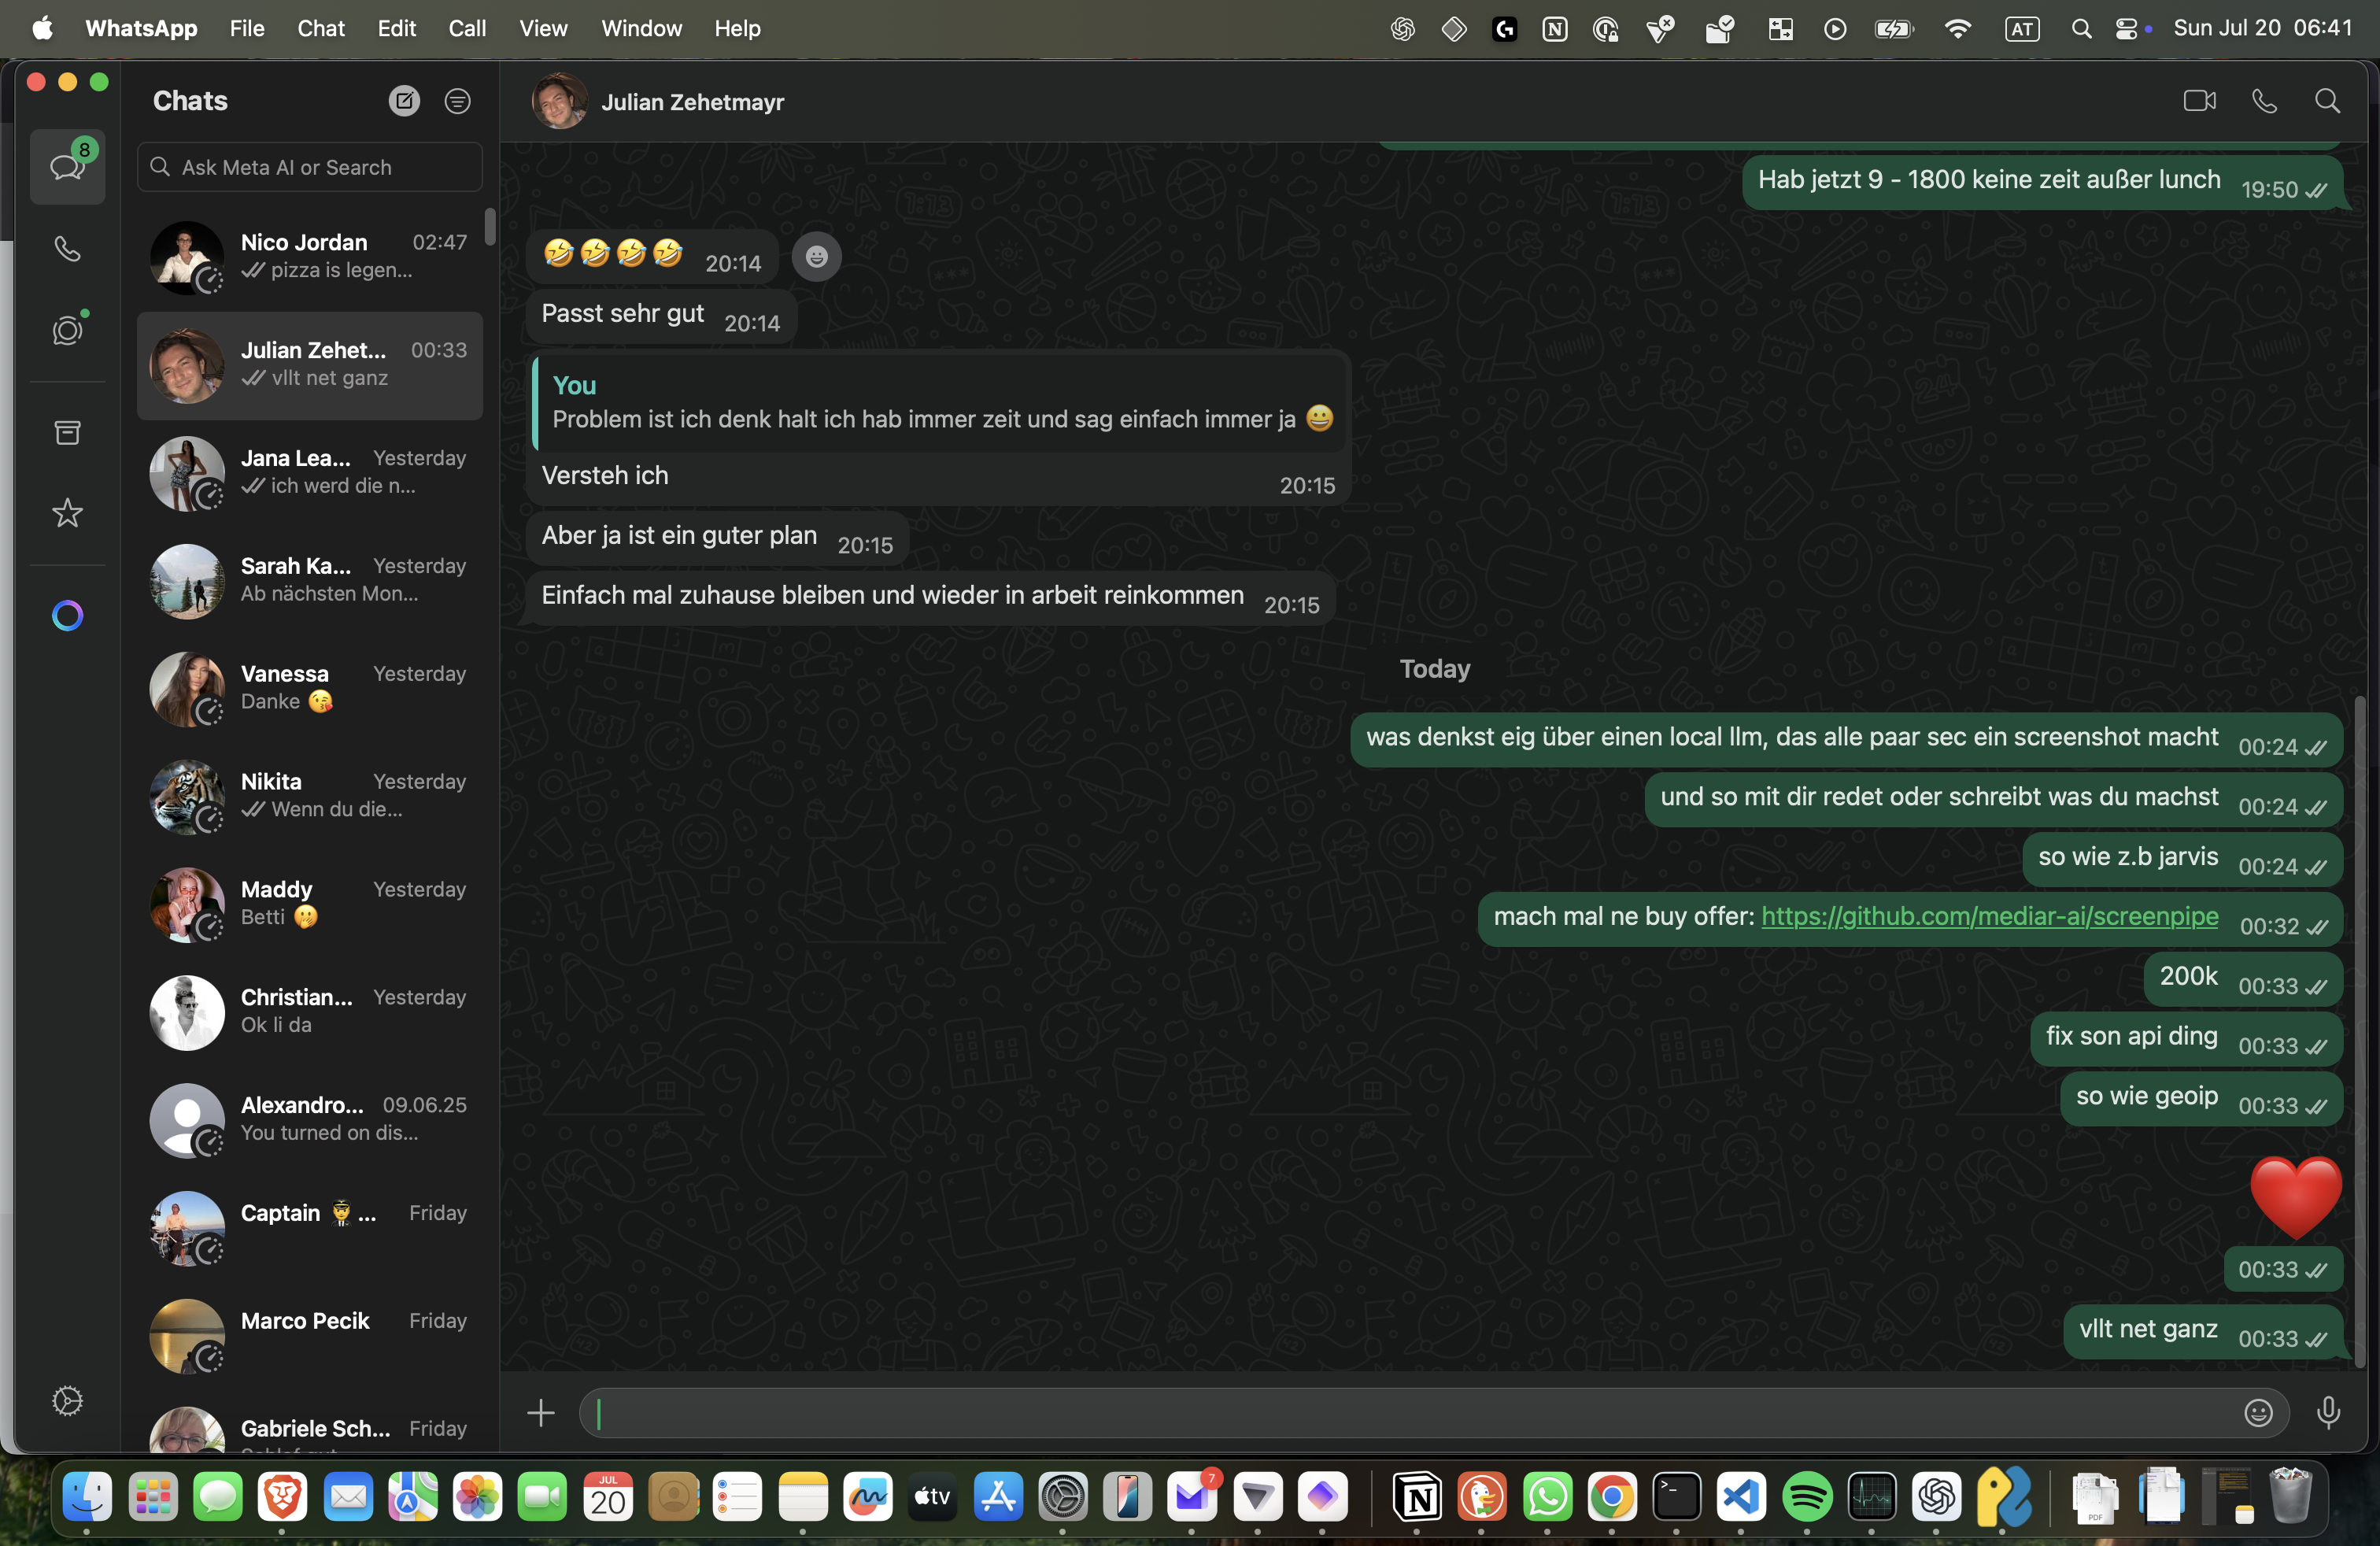 WhatsApp File Chat Edit Call View Window Help
AT Sun Jul 20 06:41
8
Chats
Ask Meta AI or Search
Nico Jordan 02:47
pizza is legen...
Julian Zehet... 00:33
vllt net ganz
Jana Lea... Yesterday
ich werd die n...
Sarah Ka... Yesterday
Ab nächsten Mon...
Vanessa Yesterday
Danke 😘
Nikita Yesterday
Wenn du die...
Maddy Yesterday
Betti 🤭
Christian... Yesterday
Ok li da
Alexandro... 09.06.25
You turned on dis...
Captain 👨‍✈️ ... Friday
Marco Pecik Friday
Gabriele Sch... Friday
Julian Zehetmayr
Hab jetzt 9 - 1800 keine zeit außer lunch 19:50
🤣🤣🤣🤣 20:14
Passt sehr gut 20:14
You
Problem ist ich denk halt ich hab immer zeit und sag einfach immer ja 😀
Versteh ich 20:15
Aber ja ist ein guter plan 20:15
Einfach mal zuhause bleiben und wieder in arbeit reinkommen 20:15
Today
was denkst eig über einen local llm, das alle paar sec ein screenshot macht 00:24
und so mit dir redet oder schreibt was du machst 00:24
so wie z.b jarvis 00:24
mach mal ne buy offer: https://github.com/mediar-ai/screenpipe 00:32
200k 00:33
fix son api ding 00:33
so wie geoip 00:33
❤️
00:33
vllt net ganz 00:33
JUL
20
tv
7
PDF